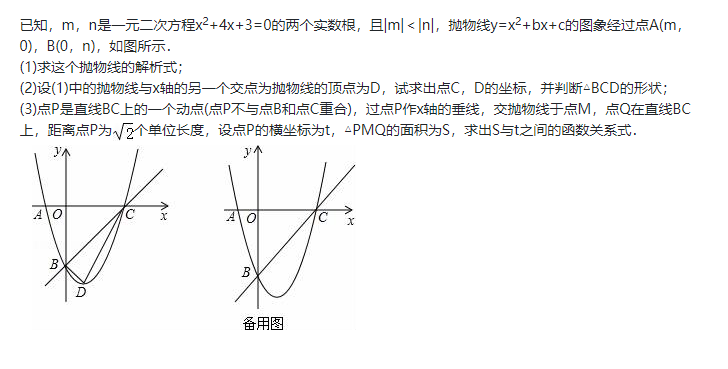 已知，m，n是一元二次方程x²+4x+3=0的两个实数根，且|m|＜|n|，抛物线y=x²+bx+c的图象经过点A(m，
0)，B(0，n)，如图所示．
(1)求这个抛物线的解析式；
(2)设(1)中的抛物线与x轴的另一个交点为抛物线的顶点为D，试求出点C，D的坐标，并判断△BCD的形状；
(3)点P是直线BC上的一个动点(点P不与点B和点C重合)，过点P作x轴的垂线，交抛物线于点M，点Q在直线BC
上，距离点P为√2个单位长度，设点P的横坐标为t，△PMQ的面积为S，求出S与t之间的函数关系式．
y
A O C x
B
D
y
A O C x
B
备用图